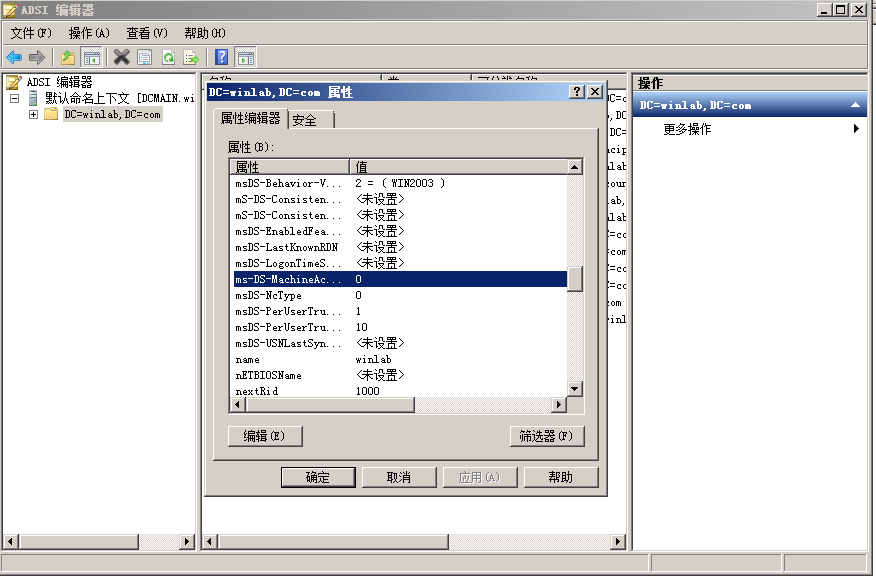 ADSI 编辑器
文件(F) 操作(A) 查看(V) 帮助(H)
ADSI 编辑器
默认命名上下文 [DCMAIN.wi
DC=winlab,DC=com
DC=winlab,DC=com 属性
属性编辑器 安全
属性(B):
属性 值
msDS-Behavior-V... 2 = ( WIN2003 )
mS-DS-Consisten... <未设置>
mS-DS-Consisten... <未设置>
msDS-EnabledFea... <未设置>
msDS-LastKnownRDN <未设置>
msDS-LogonTimeS... <未设置>
ms-DS-MachineAc... 0
msDS-NcType 0
msDS-PerUserTru... 1
msDS-PerUserTru... 10
msDS-USNLastSyn... <未设置>
name winlab
nETBIOSName <未设置>
nextRid 1000
编辑(E) 筛选器(F)
确定 取消 应用(A) 帮助
操作
DC=winlab,DC=com
更多操作